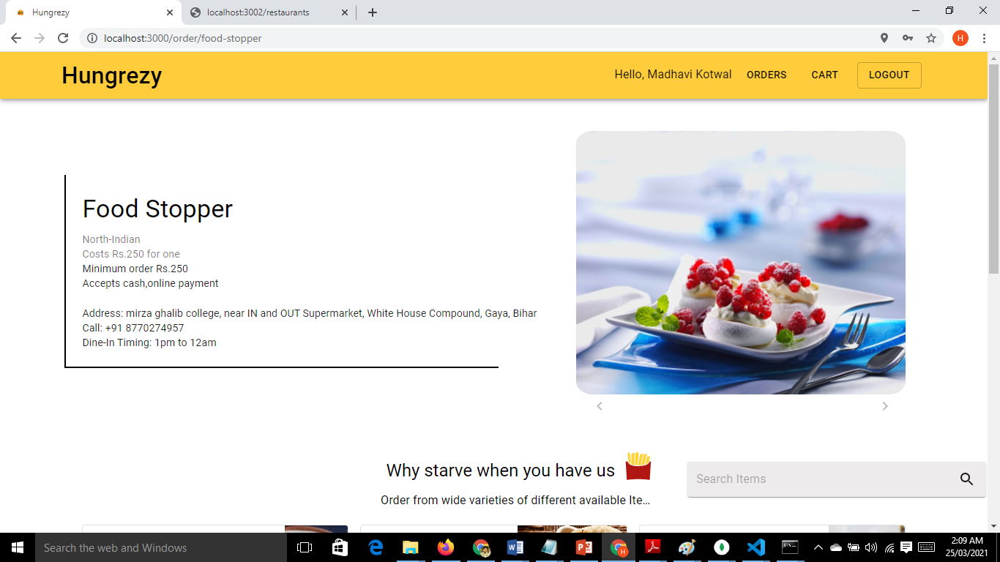 Hungrezy
localhost:3002/restaurants
localhost:3000/order/food-stopper
H
Hungrezy
Hello, Madhavi Kotwal
ORDERS
CART
LOGOUT
Food Stopper
North-Indian
Costs Rs.250 for one
Minimum order Rs.250
Accepts cash,online payment
Address: mirza ghalib college, near IN and OUT Supermarket, White House Compound, Gaya, Bihar
Call: +91 8770274957
Dine-In Timing: 1pm to 12am
Why starve when you have us
Search Items
Order from wide varieties of different available Ite...
Search the web and Windows
2:09 AM
25/03/2021